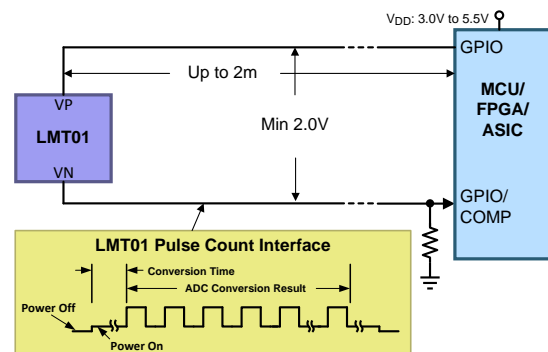 VDD: 3.0V to 5.5V
GPIO
Up to 2m
VP
LMT01
VN
Min 2.0V
MCU/
FPGA/
ASIC
GPIO/
COMP
LMT01 Pulse Count Interface
Conversion Time
ADC Conversion Result
Power Off
Power On